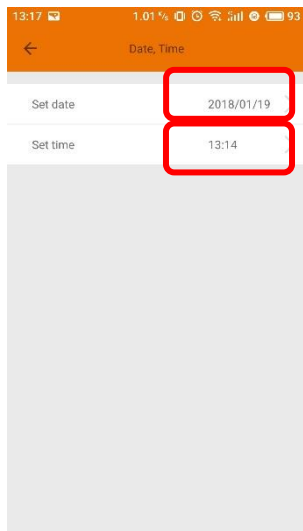 13:17 1.01 ᴷ/s 93
Date, Time
Set date 2018/01/19
Set time 13:14